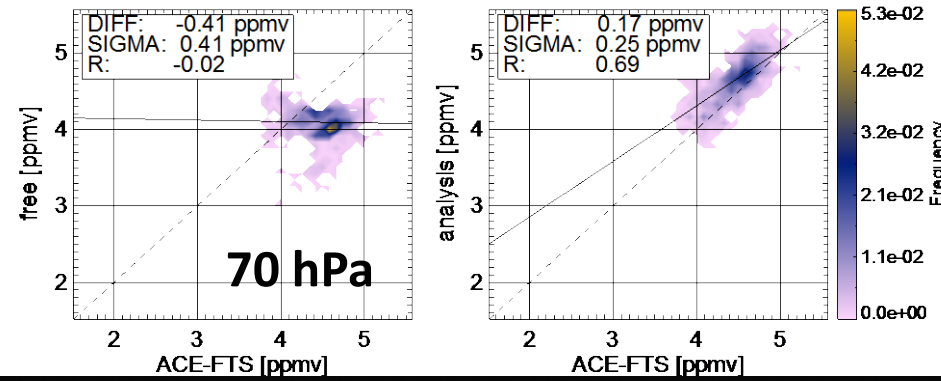 DIFF: -0.41 ppmv
SIGMA: 0.41 ppmv
R: -0.02
5
4
3
2
free [ppmv]
70 hPa
2 3 4 5
ACE-FTS [ppmv]
DIFF: 0.17 ppmv
SIGMA: 0.25 ppmv
R: 0.69
5
4
3
2
analysis [ppmv]
2 3 4 5
ACE-FTS [ppmv]
5.3e-02
4.2e-02
3.2e-02
2.1e-02
1.1e-02
0.0e+00
Frequency